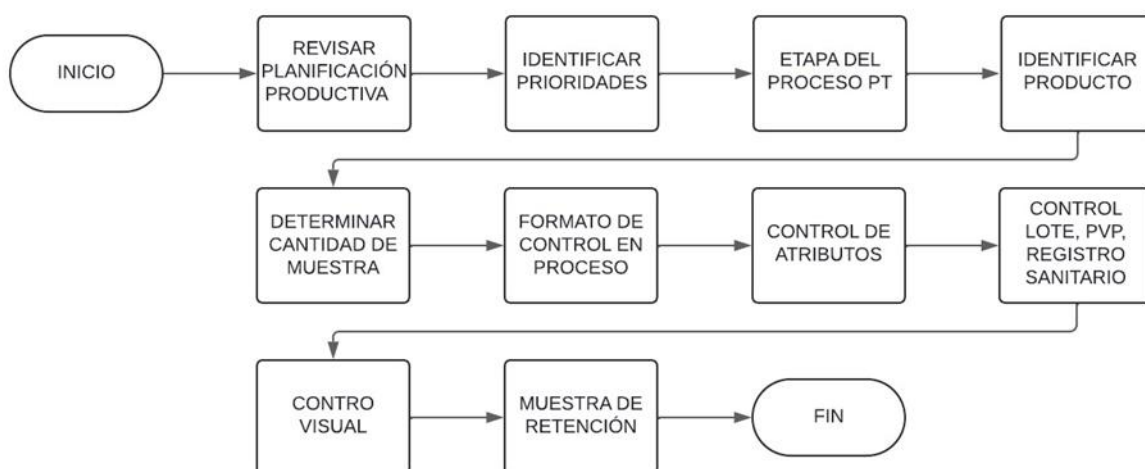 INICIO
REVISAR
PLANIFICACIÓN
PRODUCTIVA
IDENTIFICAR
PRIORIDADES
ETAPA DEL
PROCESO PT
IDENTIFICAR
PRODUCTO
DETERMINAR
CANTIDAD DE
MUESTRA
FORMATO DE
CONTROL EN
PROCESO
CONTROL DE
ATRIBUTOS
CONTROL
LOTE, PVP,
REGISTRO
SANITARIO
CONTRO
VISUAL
MUESTRA DE
RETENCIÓN
FIN